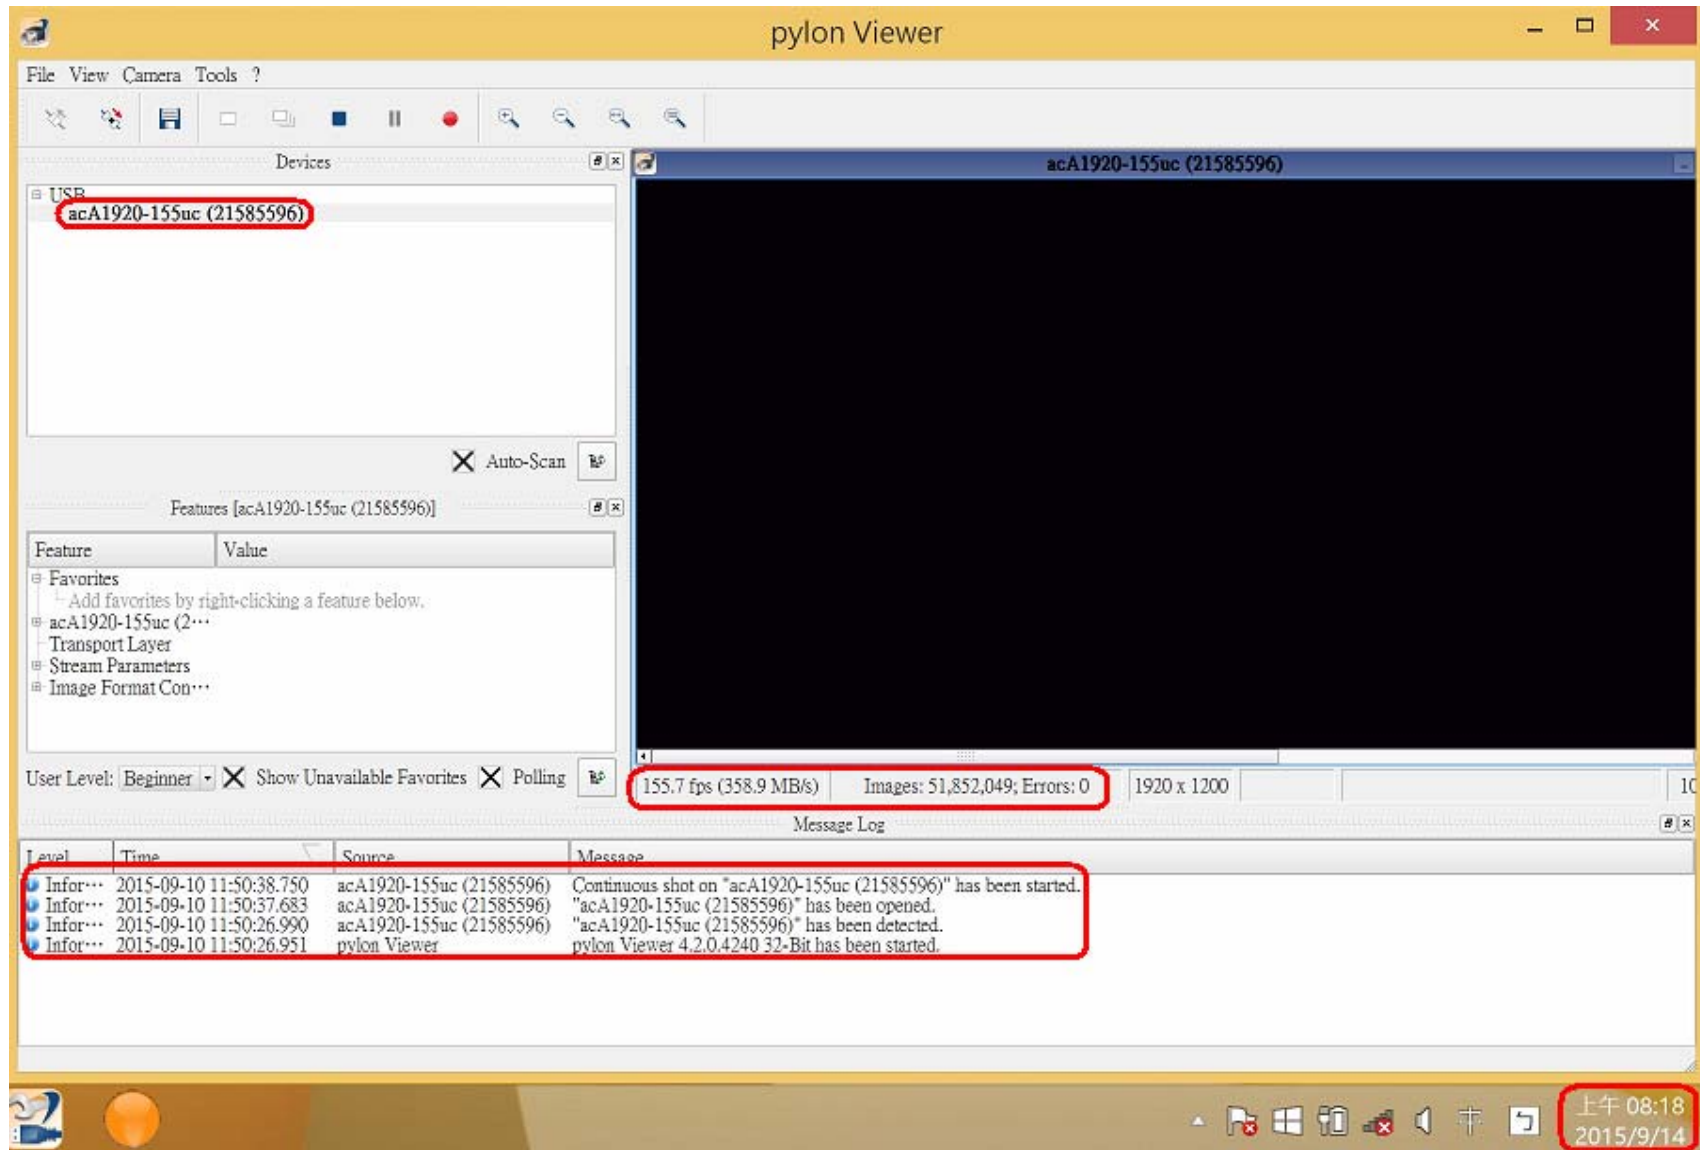 pylon Viewer
File View Camera Tools ?
Devices
USB
acA1920-155uc (21585596)
Auto-Scan
Features [acA1920-155uc (21585596)]
Feature Value
Favorites
Add favorites by right-clicking a feature below.
acA1920-155uc (2···
Transport Layer
Stream Parameters
Image Format Con···
User Level: Beginner Show Unavailable Favorites Polling
acA1920-155uc (21585596)
155.7 fps (358.9 MB/s) Images: 51,852,049; Errors: 0 1920 x 1200 10
Message Log
Level Time Source Message
Infor··· 2015-09-10 11:50:38.750 acA1920-155uc (21585596) Continuous shot on "acA1920-155uc (21585596)" has been started.
Infor··· 2015-09-10 11:50:37.683 acA1920-155uc (21585596) "acA1920-155uc (21585596)" has been opened.
Infor··· 2015-09-10 11:50:26.990 acA1920-155uc (21585596) "acA1920-155uc (21585596)" has been detected.
Infor··· 2015-09-10 11:50:26.951 pylon Viewer pylon Viewer 4.2.0.4240 32-Bit has been started.
中 ㄅ 上午 08:18
2015/9/14